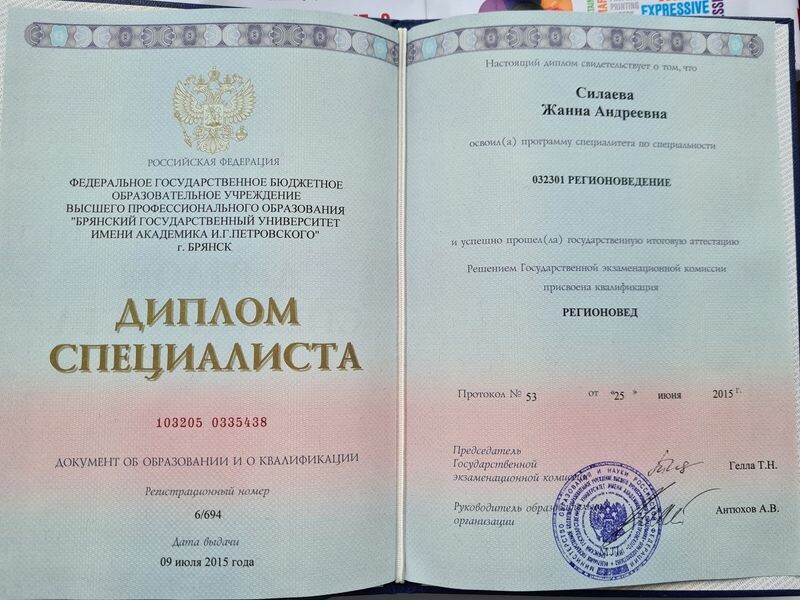 РОССИЙСКАЯ ФЕДЕРАЦИЯ
ФЕДЕРАЛЬНОЕ ГОСУДАРСТВЕННОЕ БЮДЖЕТНОЕ
ОБРАЗОВАТЕЛЬНОЕ УЧРЕЖДЕНИЕ
ВЫСШЕГО ПРОФЕССИОНАЛЬНОГО ОБРАЗОВАНИЯ
"БРЯНСКИЙ ГОСУДАРСТВЕННЫЙ УНИВЕРСИТЕТ
ИМЕНИ АКАДЕМИКА И.Г.ПЕТРОВСКОГО"
г. БРЯНСК
ДИПЛОМ
СПЕЦИАЛИСТА
103205 0335438
ДОКУМЕНТ ОБ ОБРАЗОВАНИИ И О КВАЛИФИКАЦИИ
Регистрационный номер
6/694
Дата выдачи
09 июля 2015 года
EXPRESSIVE
PRINTING
Настоящий диплом свидетельствует о том, что
Силаева
Жанна Андреевна
освоил(а) программу специалитета по специальности
032301 РЕГИОНОВЕДЕНИЕ
и успешно прошел(ла) государственную итоговую аттестацию
Решением Государственной экзаменационной комиссии
присвоена квалификация
РЕГИОНОВЕД
Протокол № 53 от «25 » июня 2015 г.
Председатель
Государственной
экзаменационной комиссии Гелла Т.Н.
Руководитель образовательной
организации Антюхов А.В.